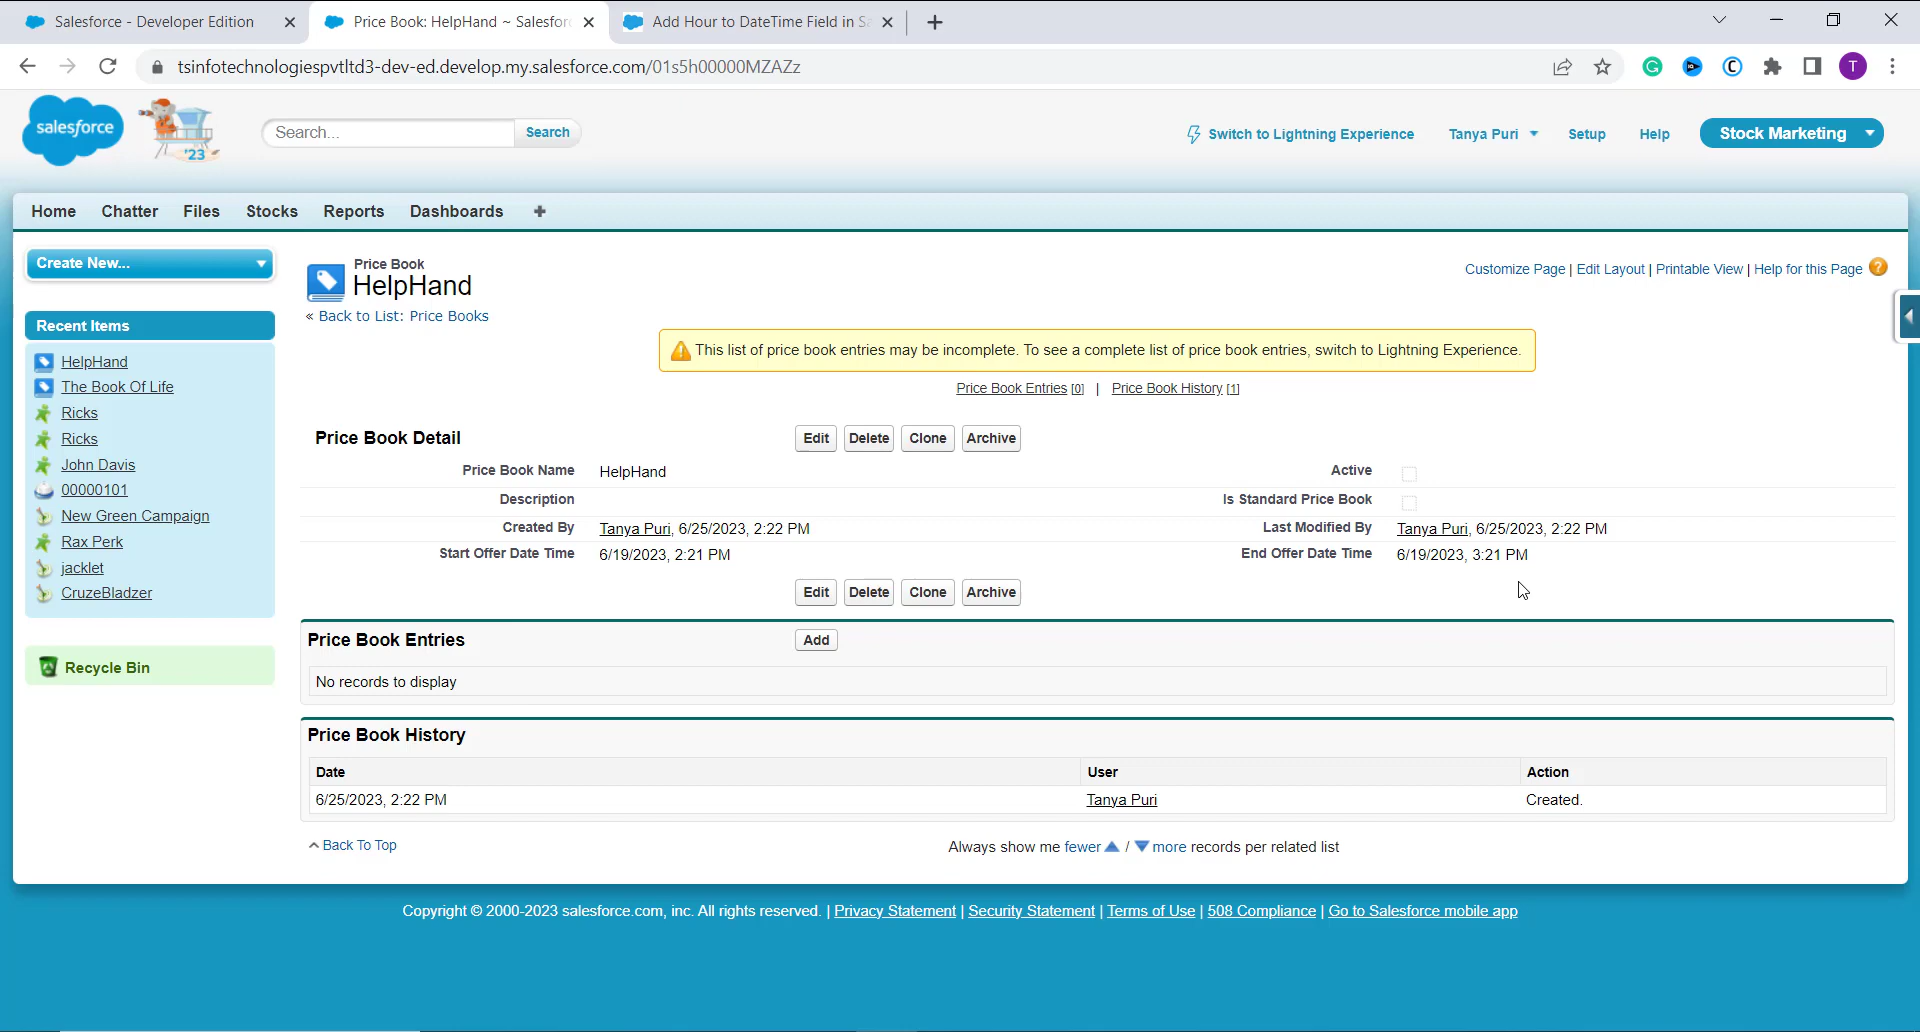 Salesforce - Developer Edition
Price Book: HelpHand ~ Salesforc
Add Hour to DateTime Field in Sa
tsinfotechnologiespvtltd3-dev-ed.develop.my.salesforce.com/01s5h00000MZAZz
T
salesforce
'23
Search...
Search
Switch to Lightning Experience
Tanya Puri
Setup
Help
Stock Marketing
Home
Chatter
Files
Stocks
Reports
Dashboards
Create New...
Recent Items
HelpHand
The Book Of Life
Ricks
Ricks
John Davis
00000101
New Green Campaign
Rax Perk
jacklet
CruzeBladzer
Recycle Bin
Price Book
HelpHand
« Back to List: Price Books
Customize Page | Edit Layout | Printable View | Help for this Page ?
This list of price book entries may be incomplete. To see a complete list of price book entries, switch to Lightning Experience.
Price Book Entries [0] | Price Book History [1]
Price Book Detail
Edit Delete Clone Archive
Price Book Name HelpHand
Active
Description
Is Standard Price Book
Created By Tanya Puri, 6/25/2023, 2:22 PM
Last Modified By Tanya Puri, 6/25/2023, 2:22 PM
Start Offer Date Time 6/19/2023, 2:21 PM
End Offer Date Time 6/19/2023, 3:21 PM
Edit Delete Clone Archive
Price Book Entries
Add
No records to display
Price Book History
Date User Action
6/25/2023, 2:22 PM Tanya Puri Created.
Back To Top
Always show me fewer / more records per related list
Copyright © 2000-2023 salesforce.com, inc. All rights reserved. | Privacy Statement | Security Statement | Terms of Use | 508 Compliance | Go to Salesforce mobile app